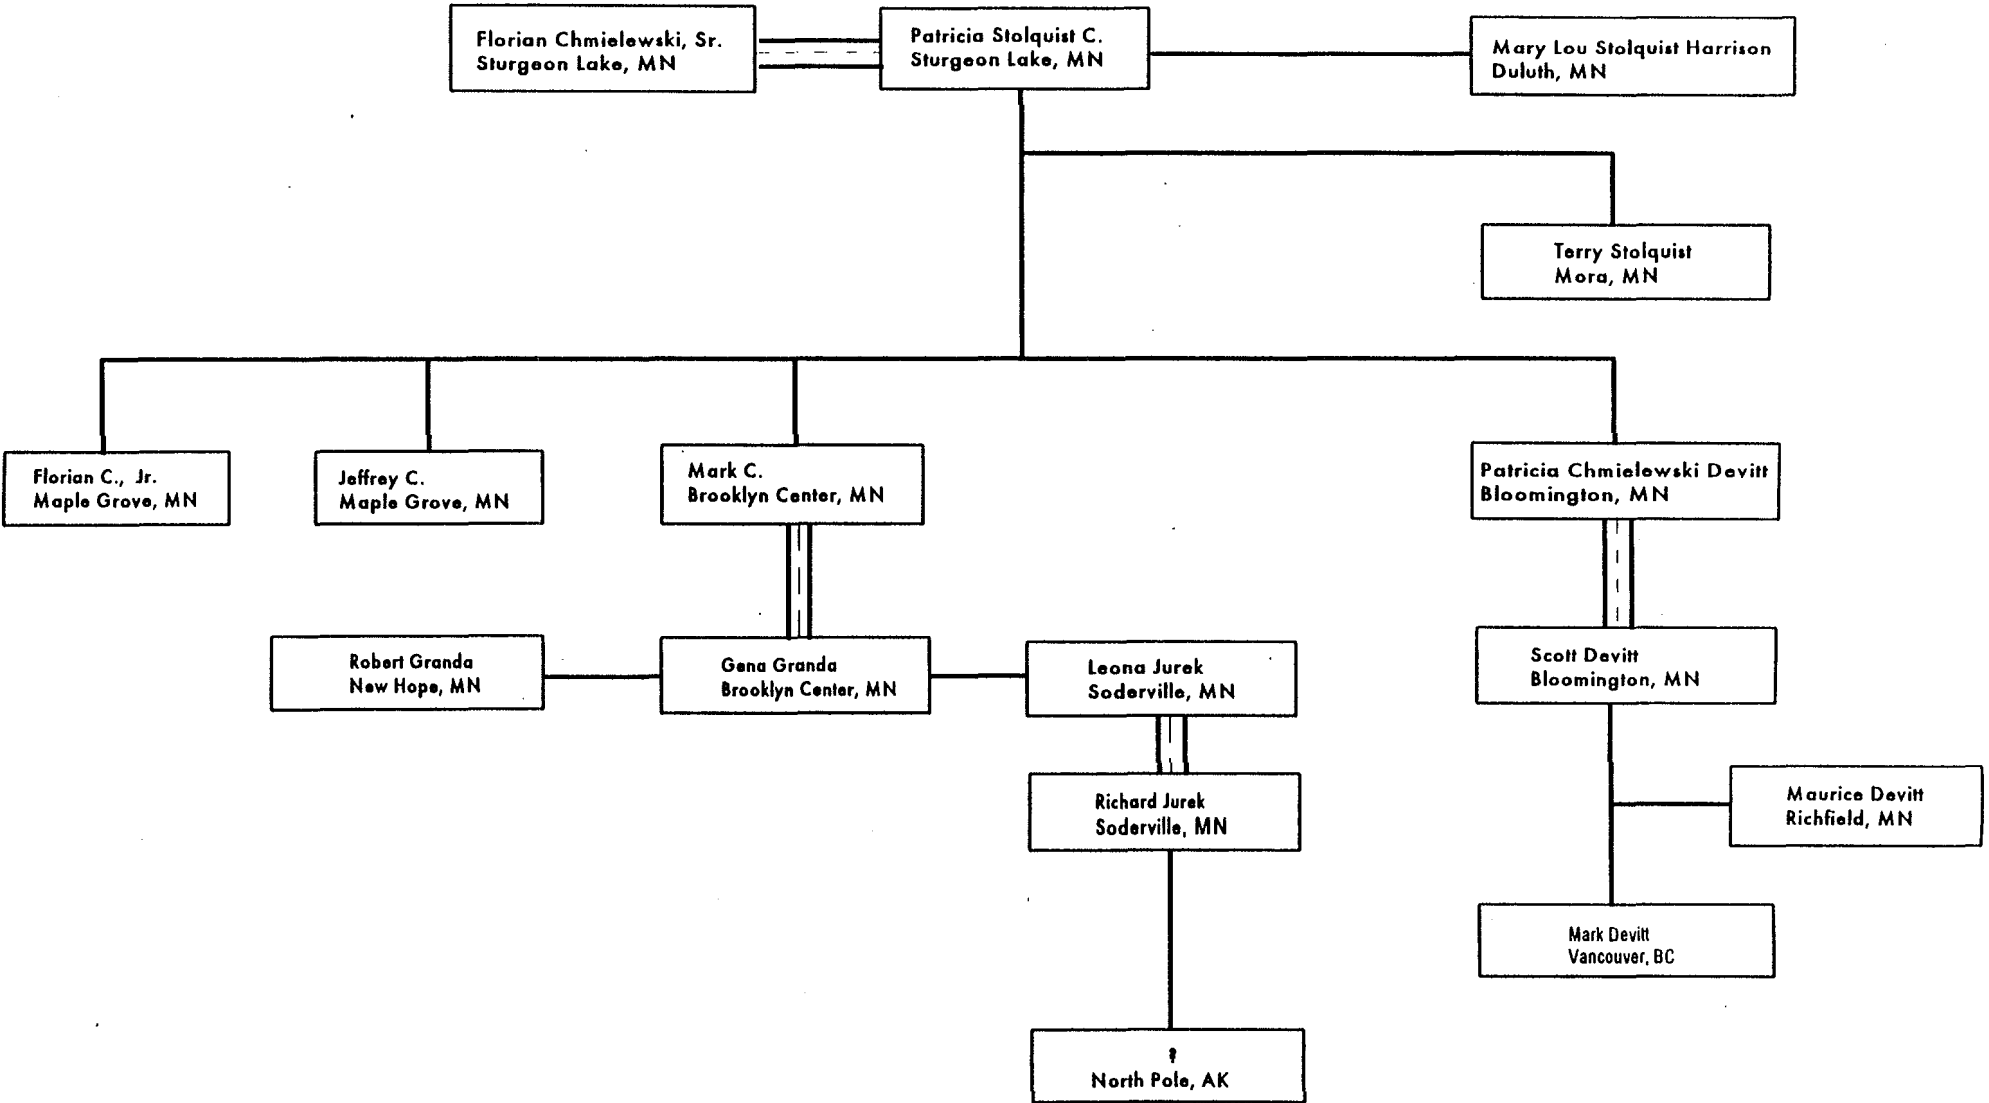 Florian Chmielewski, Sr.
Sturgeon Lake, MN
Patricia Stolquist C.
Sturgeon Lake, MN
Mary Lou Stolquist Harrison
Duluth, MN
Terry Stolquist
Mora, MN
Florian C., Jr.
Maple Grove, MN
Jeffrey C.
Maple Grove, MN
Mark C.
Brooklyn Center, MN
Patricia Chmielewski Devitt
Bloomington, MN
Robert Granda
New Hope, MN
Gena Granda
Brooklyn Center, MN
Leona Jurek
Soderville, MN
Scott Devitt
Bloomington, MN
Richard Jurek
Soderville, MN
Maurice Devitt
Richfield, MN
Mark Devitt
Vancouver, BC
?
North Pole, AK